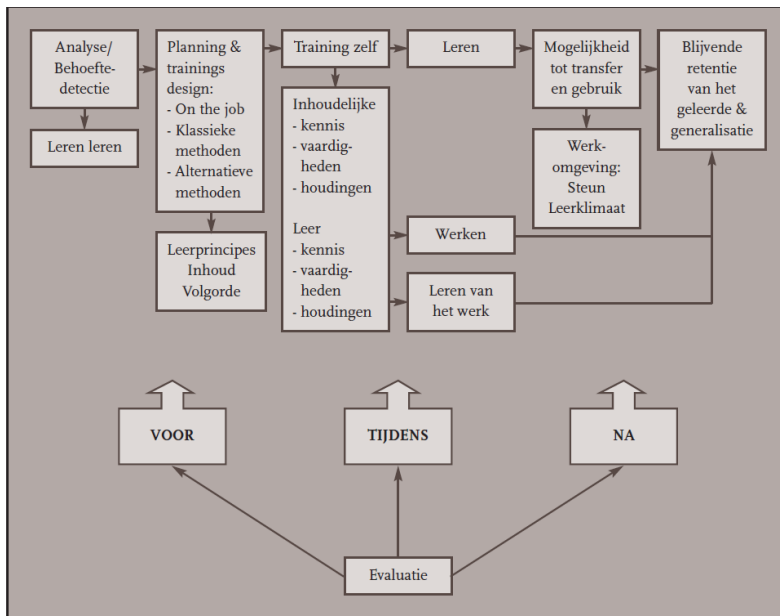 Analyse/
Behoefte-
detectie
Leren leren
Planning &
trainings
design:
- On the job
- Klassieke
methoden
- Alternatieve
methoden
Leerprincipes
Inhoud
Volgorde
Training zelf
Inhoudelijke
- kennis
- vaardig-
heden
- houdingen
Leer
- kennis
- vaardig-
heden
- houdingen
Leren
Werken
Leren van
het werk
Mogelijkheid
tot transfer
en gebruik
Werk-
omgeving:
Steun
Leerklimaat
Blijvende
retentie
van het
geleerde &
generalisatie
VOOR
TIJDENS
NA
Evaluatie